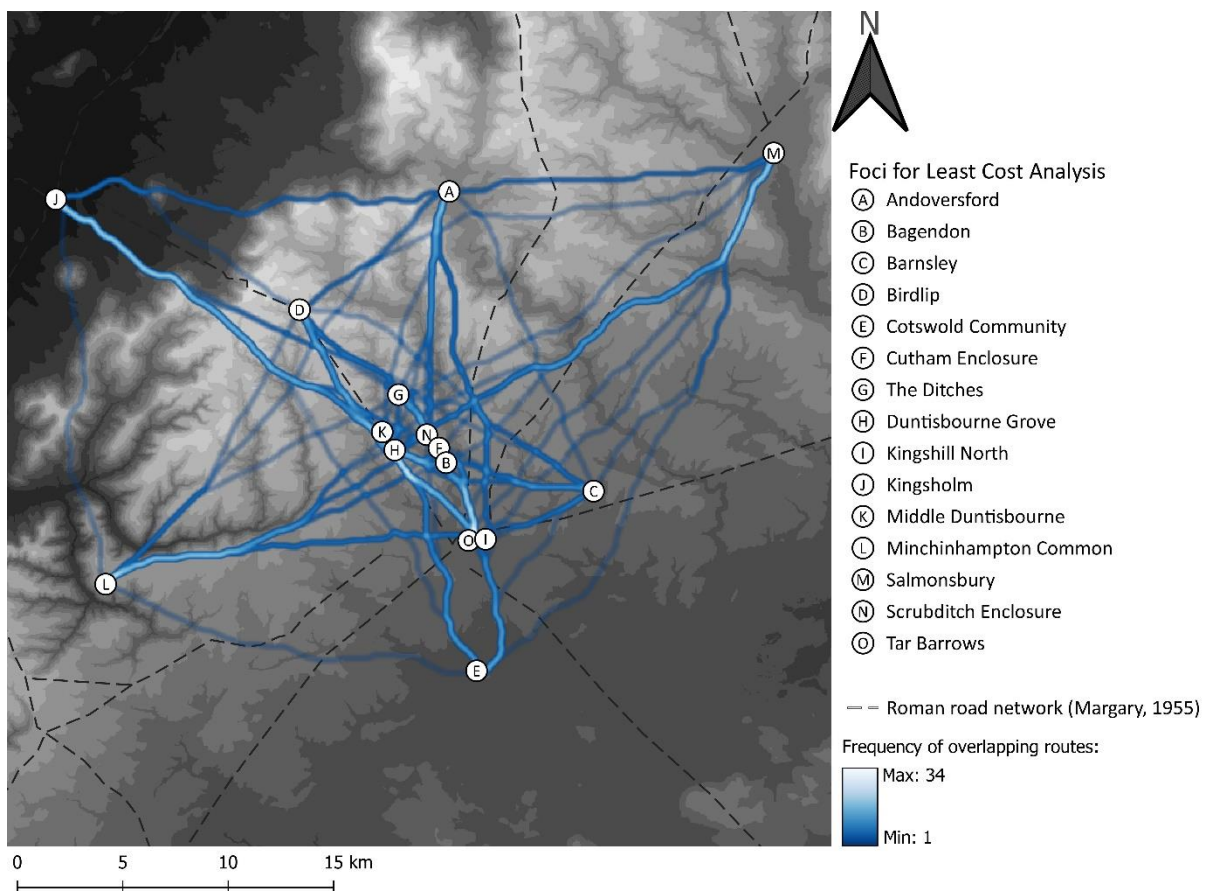 N
Foci for Least Cost Analysis
A Andoversford
B Bagendon
C Barnsley
D Birdlip
E Cotswold Community
F Cutham Enclosure
G The Ditches
H Duntisbourne Grove
I Kingshill North
J Kingsholm
K Middle Duntisbourne
L Minchinhampton Common
M Salmonsbury
N Scrubditch Enclosure
O Tar Barrows
Roman road network (Margary, 1955)
Frequency of overlapping routes:
Max: 34
Min: 1
M
A
J
D
G
K
N
H
F
B
C
O I
L
E
0 5 10 15 km